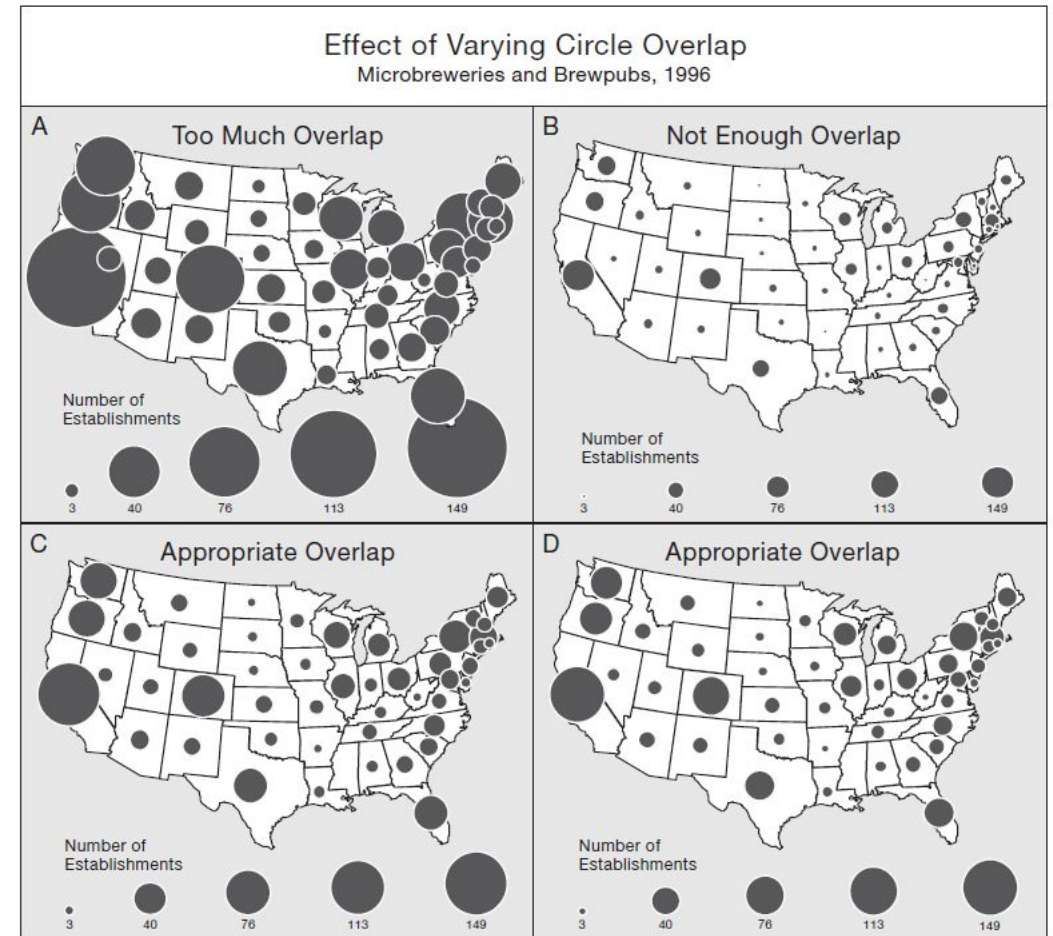 Effect of Varying Circle Overlap
Microbreweries and Brewpubs, 1996
A
Too Much Overlap
Number of
Establishments
3 40 76 113 149
B
Not Enough Overlap
Number of
Establishments
3 40 76 113 149
C
Appropriate Overlap
Number of
Establishments
3 40 76 113 149
D
Appropriate Overlap
Number of
Establishments
3 40 76 113 149